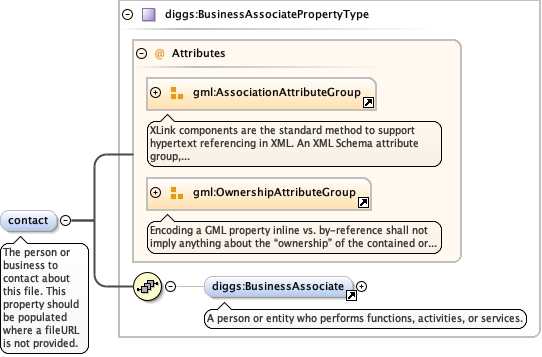 diggs:BusinessAssociatePropertyType
@ Attributes
gml:AssociationAttributeGroup
XLink components are the standard method to support
hypertext referencing in XML. An XML Schema attribute
group,...
gml:OwnershipAttributeGroup
Encoding a GML property inline vs. by-reference shall not
imply anything about the “ownership” of the contained or...
contact
The person or
business to
contact about
this file. This
property should
be populated
where a fileURL
is not provided.
diggs:BusinessAssociate
A person or entity who performs functions, activities, or services.